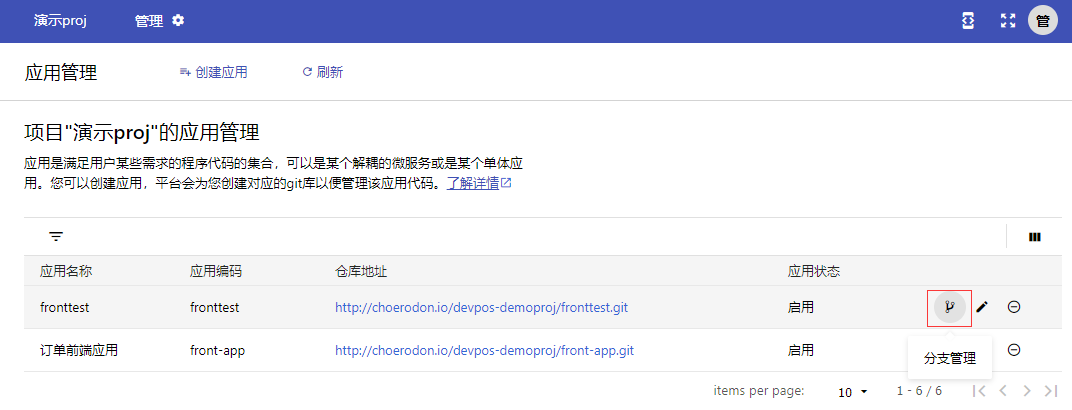 演示proj 管理 管
应用管理 创建应用 刷新
项目"演示proj"的应用管理
应用是满足用户某些需求的程序代码的集合，可以是某个解耦的微服务或是某个单体应
用。您可以创建应用，平台会为您创建对应的git库以便管理该应用代码。了解详情
应用名称 应用编码 仓库地址 应用状态
fronttest fronttest http://choerodon.io/devpos-demoproj/fronttest.git 启用
订单前端应用 front-app http://choerodon.io/devpos-demoproj/front-app.git 启用
分支管理
items per page: 10 1 - 6 / 6